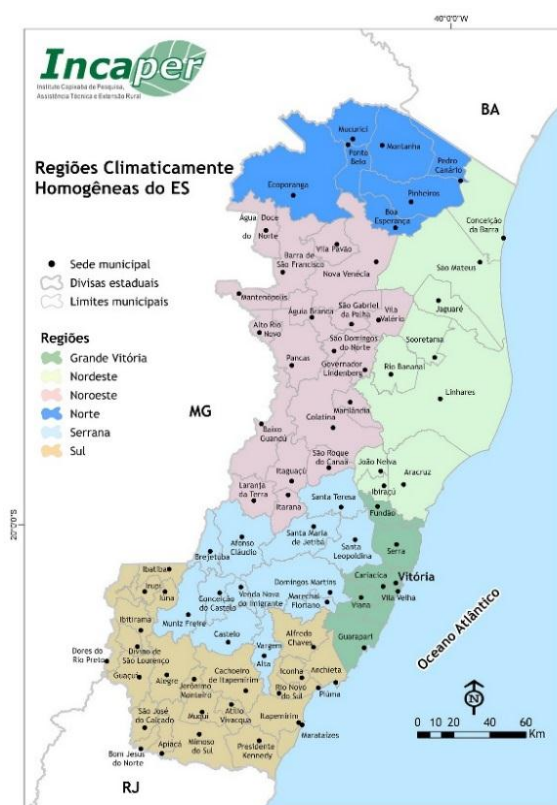 40°0'0"W
Incaper
Instituto Capixaba de Pesquisa,
Assistência Técnica e Extensão Rural
BA
Regiões Climaticamente
Homogêneas do ES
Mucurici
Ponto
Belo
Montanha
Pedro
Canário
Ecoporanga
Pinheiros
Boa
Esperança
Conceição
da Barra
Água Doce
do Norte
Vila Pavão
Barra de
São Francisco
Nova Venécia
São Mateus
Sede municipal
Divisas estaduais
Limites municipais
Mantenópolis
Jaguaré
Águia Branca
São Gabriel
da Palha
Vila
Valério
Alto Rio
Novo
São Domingos
do Norte
Sooretama
Regiões
Grande Vitória
Nordeste
Noroeste
Norte
Serrana
Sul
Pancas
Governador
Lindenberg
Rio Bananal
Linhares
MG
Marilândia
Colatina
Baixo
Guandú
São Roque
do Canaã
João Neiva
Aracruz
Itaguaçú
Ibiraçú
Laranja
da Terra
Itarana
Santa Teresa
Fundão
20°0'0"S
Santa Maria
de Jetibá
Afonso
Cláudio
Santa
Leopoldina
Serra
Brejetuba
Ibatiba
Cariacica
Vitória
Irupi
Iúna
Domingos Martins
Vila Velha
Conceição
do Castelo
Venda Nova
do Imigrante
Marechal
Floriano
Viana
Muniz Freire
Ibitirama
Castelo
Alfredo
Chaves
Guarapari
Oceano Atlântico
Dores do
Rio Preto
Divino de
São Lourenço
Vargem
Alta
Guaçuí
Alegre
Cachoeiro
de Itapemirim
Iconha
Anchieta
Jerônimo
Monteiro
Rio Novo
do Sul
Piúma
N
São José
do Calçado
Muqui
Atílio
Vivacqua
Itapemirim
Marataízes
0 10 20 40 60
Km
Bom Jesus
do Norte
Apiacá
Mimoso
do Sul
Presidente
Kennedy
RJ